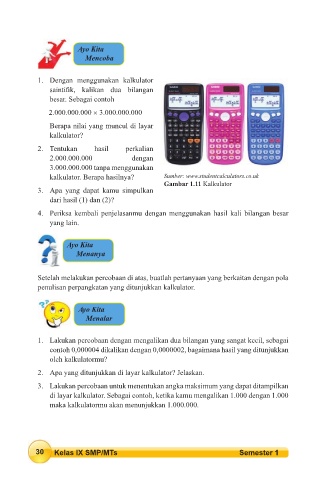 Ayo Kita
Mencoba
1. Dengan menggunakan kalkulator
saintifik, kalikan dua bilangan
besar. Sebagai contoh
2.000.000.000 × 3.000.000.000
Berapa nilai yang muncul di layar
kalkulator?
2. Tentukan hasil perkalian
2.000.000.000 dengan
3.000.000.000 tanpa menggunakan
kalkulator. Berapa hasilnya?
Sumber: www.studentcalculators.co.uk
Gambar 1.11 Kalkulator
3. Apa yang dapat kamu simpulkan
dari hasil (1) dan (2)?
4. Periksa kembali penjelasanmu dengan menggunakan hasil kali bilangan besar
yang lain.
Ayo Kita
Menanya
Setelah melakukan percobaan di atas, buatlah pertanyaan yang berkaitan dengan pola
penulisan perpangkatan yang ditunjukkan kalkulator.
Ayo Kita
Menalar
1. Lakukan percobaan dengan mengalikan dua bilangan yang sangat kecil, sebagai
contoh 0,000004 dikalikan dengan 0,0000002, bagaimana hasil yang ditunjukkan
oleh kalkulatormu?
2. Apa yang ditunjukkan di layar kalkulator? Jelaskan.
3. Lakukan percobaan untuk menentukan angka maksimum yang dapat ditampilkan
di layar kalkulator. Sebagai contoh, ketika kamu mengalikan 1.000 dengan 1.000
maka kalkulatormu akan menunjukkan 1.000.000.
30 Kelas IX SMP/MTs Semester 1